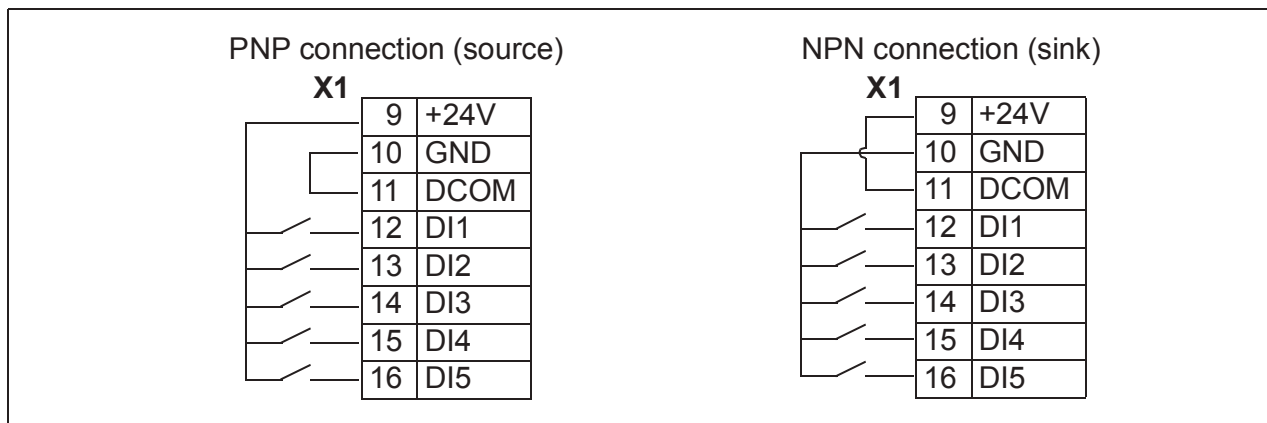 PNP connection (source)
X1
9 +24V
10 GND
11 DCOM
12 DI1
13 DI2
14 DI3
15 DI4
16 DI5
NPN connection (sink)
X1
9 +24V
10 GND
11 DCOM
12 DI1
13 DI2
14 DI3
15 DI4
16 DI5